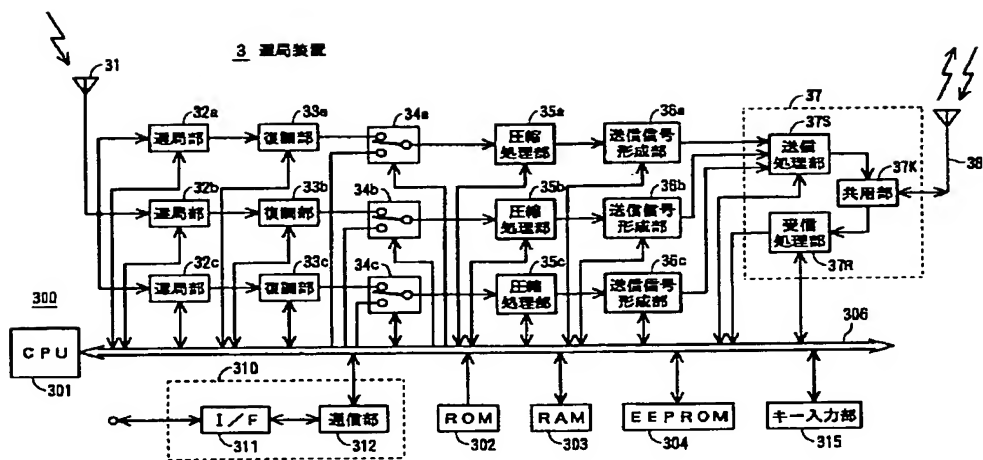 3 選局装置
31
32a
選局部
33a
復調部
34a
35a
圧縮
処理部
36a
送信信号
形成部
37
37S
送信
処理部
37K
共用部
38
32b
選局部
33b
復調部
34b
35b
圧縮
処理部
36b
送信信号
形成部
受信
処理部
37R
32c
選局部
33c
復調部
34c
35c
圧縮
処理部
36c
送信信号
形成部
300
CPU
301
306
310
I/F
311
通信部
312
ROM
302
RAM
303
EEPROM
304
キー入力部
315